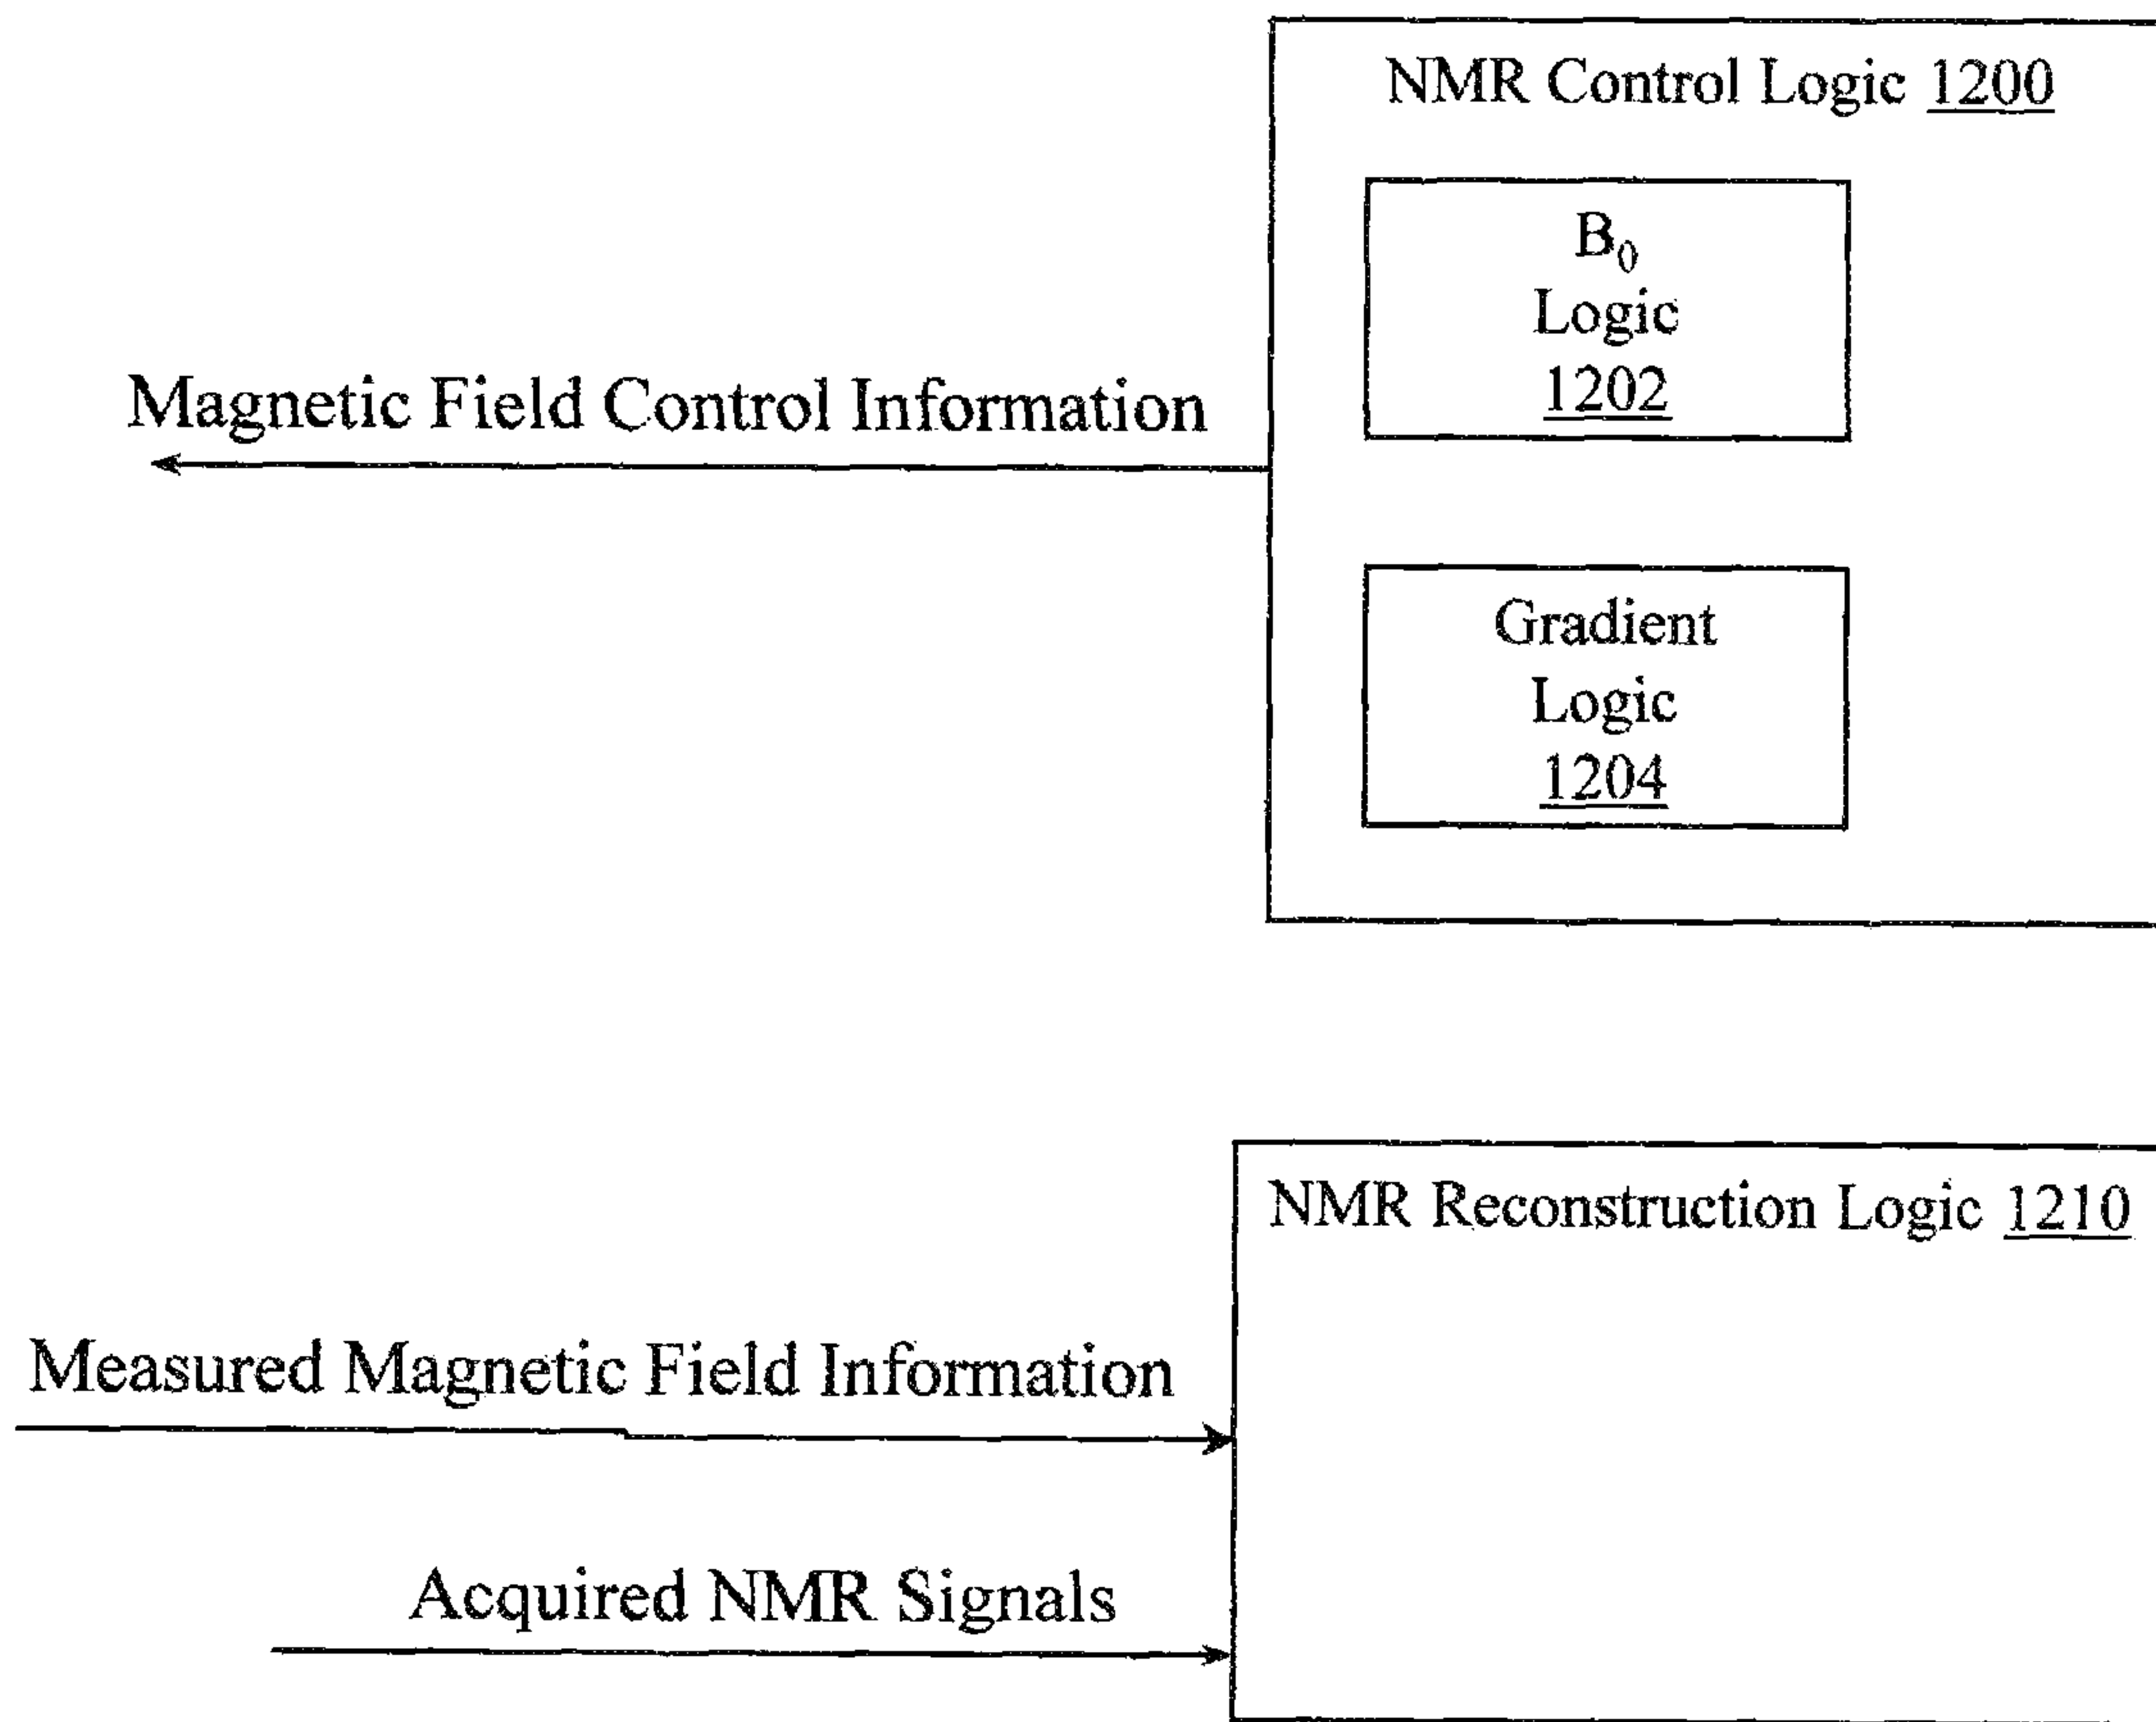 NMR Control Logic 1200
B₀
Logic
1202
Magnetic Field Control Information
Gradient
Logic
1204
NMR Reconstruction Logic 1210
Measured Magnetic Field Information
Acquired NMR Signals